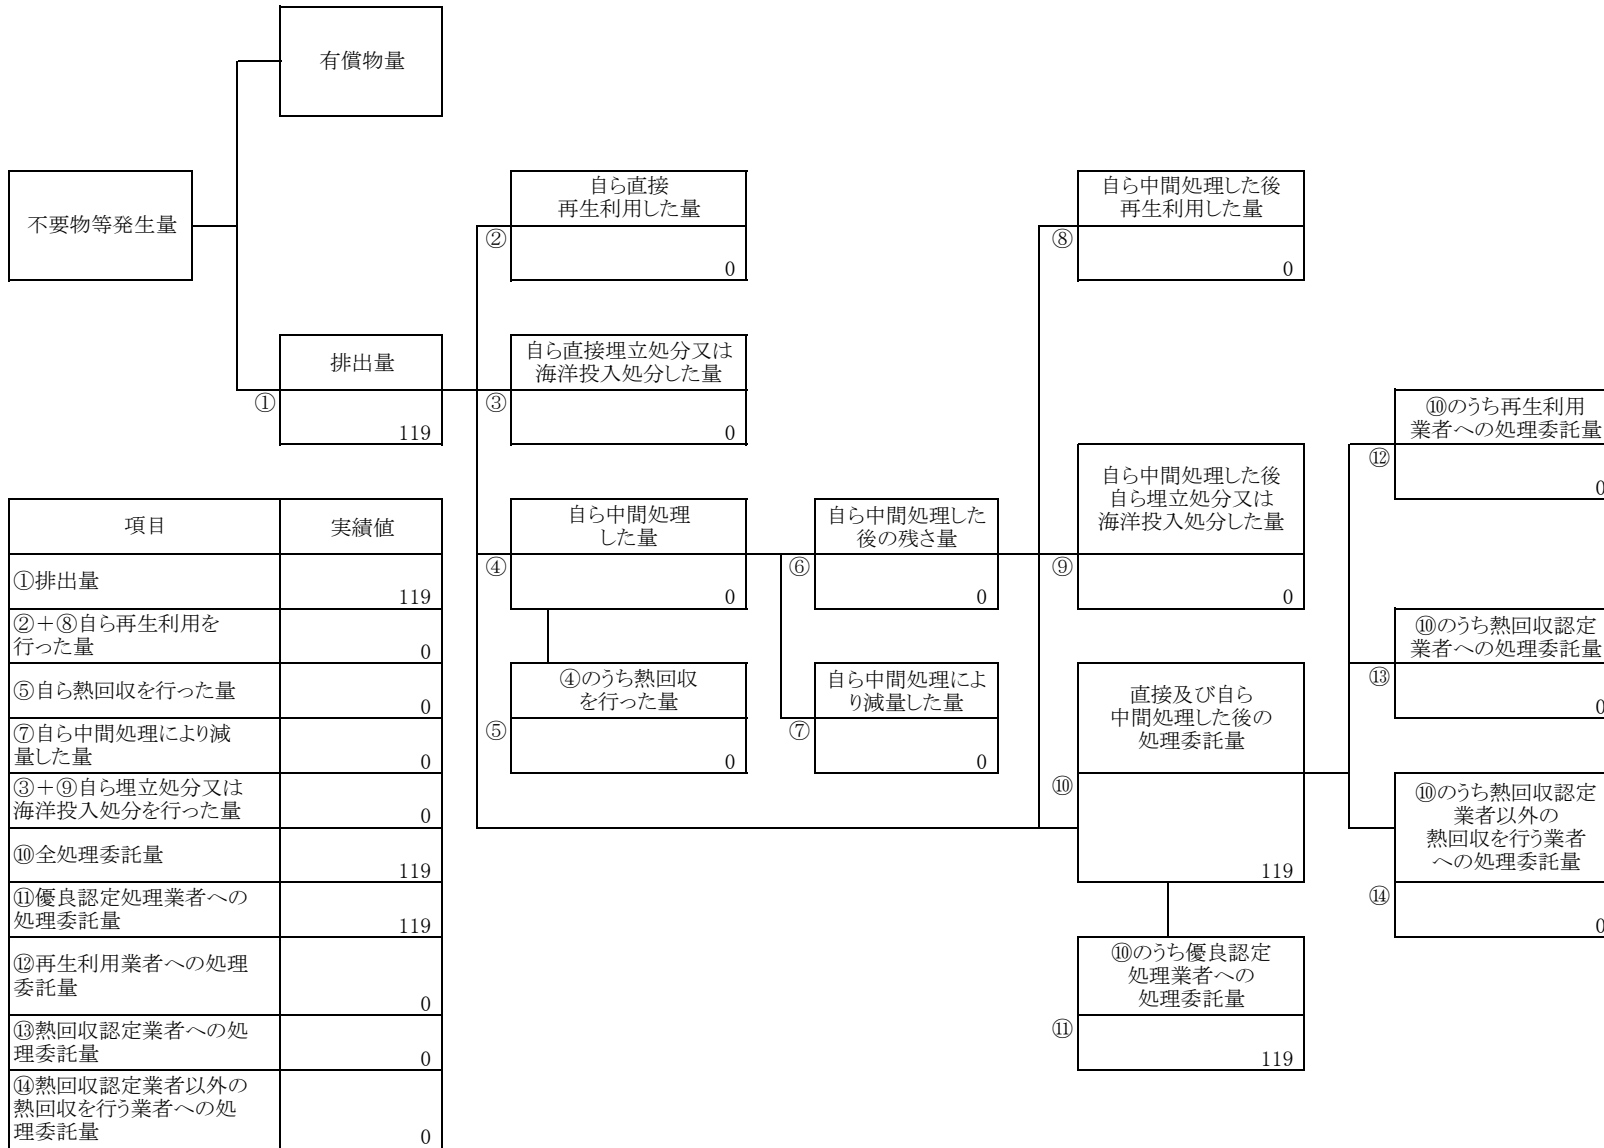 有償物量
不要物等発生量
自ら直接
再生利用した量
②
0
自ら中間処理した後
再生利用した量
⑧
0
排出量
①
119
自ら直接埋立処分又は
海洋投入処分した量
③
0
⑩のうち再生利用
業者への処理委託量
⑫
0
自ら中間処理
した量
④
0
自ら中間処理した
後の残さ量
⑥
0
自ら中間処理した後
自ら埋立処分又は
海洋投入処分した量
⑨
0
⑩のうち熱回収認定
業者への処理委託量
⑬
0
④のうち熱回収
を行った量
⑤
0
自ら中間処理によ
り減量した量
⑦
0
直接及び自ら
中間処理した後の
処理委託量
⑩
119
⑩のうち熱回収認定
業者以外の
熱回収を行う業者
への処理委託量
⑭
0
⑩のうち優良認定
処理業者への
処理委託量
⑪
119
項目 実績値
①排出量
119
②+⑧自ら再生利用を
行った量
0
⑤自ら熱回収を行った量
0
⑦自ら中間処理により減
量した量
0
③+⑨自ら埋立処分又は
海洋投入処分を行った量
0
⑩全処理委託量
119
⑪優良認定処理業者への
処理委託量
119
⑫再生利用業者への処理
委託量
0
⑬熱回収認定業者への処
理委託量
0
⑭熱回収認定業者以外の
熱回収を行う業者への処
理委託量
0